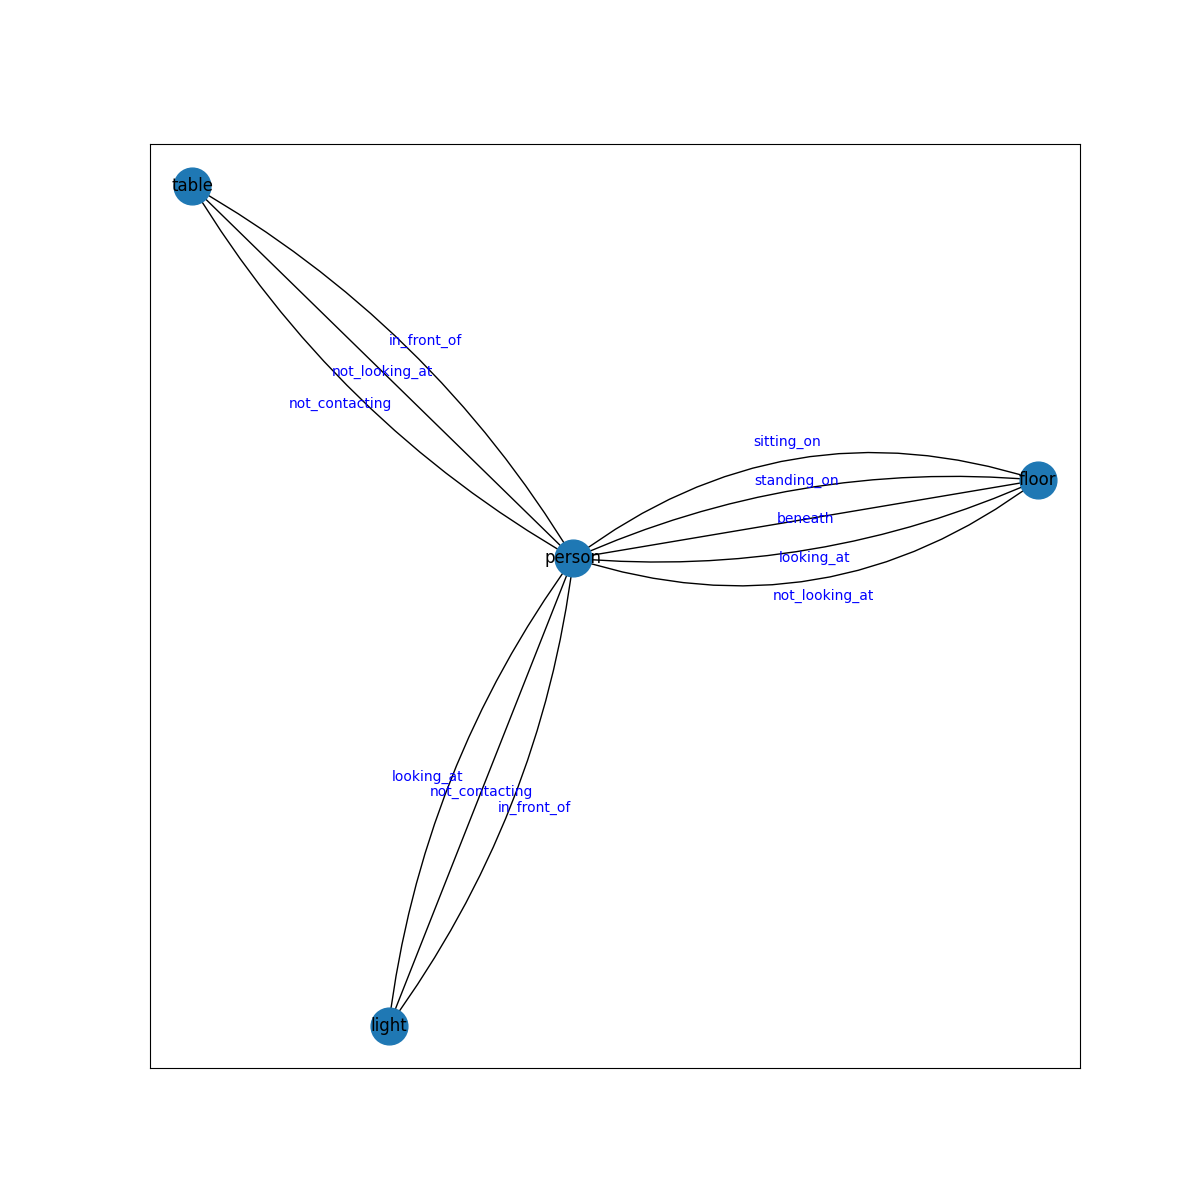 table
in_front_of
not_looking_at
not_contacting
sitting_on
standing_on
floor
beneath
person
looking_at
not_looking_at
looking_at
not_contacting
in_front_of
light